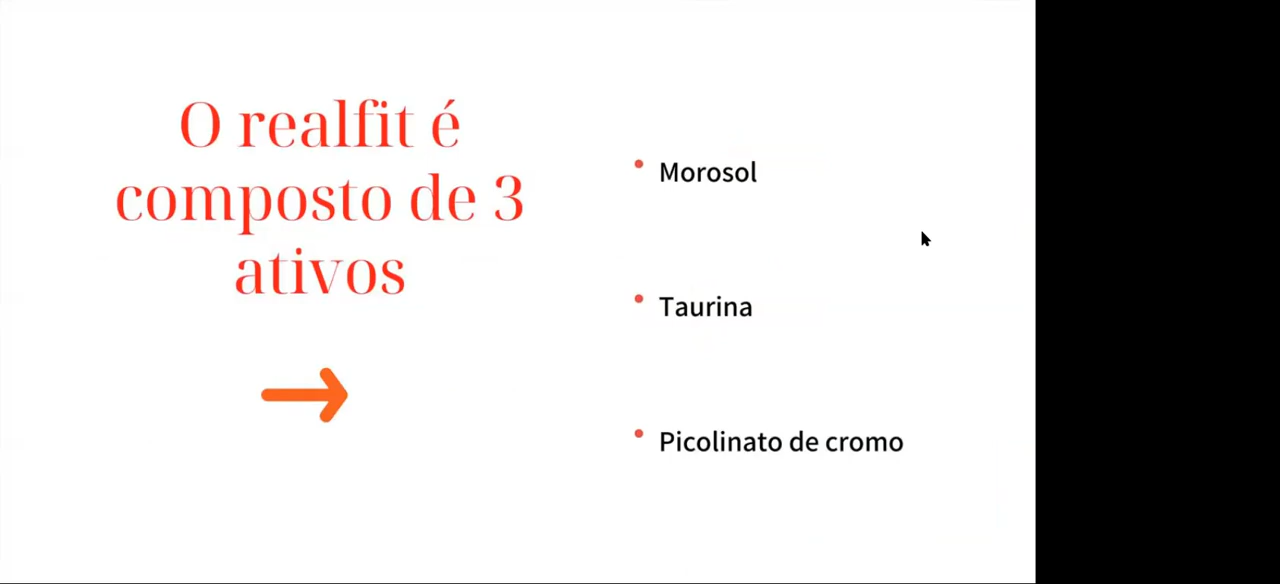 O realfit é
composto de 3
ativos
Morosol
Taurina
Picolinato de cromo